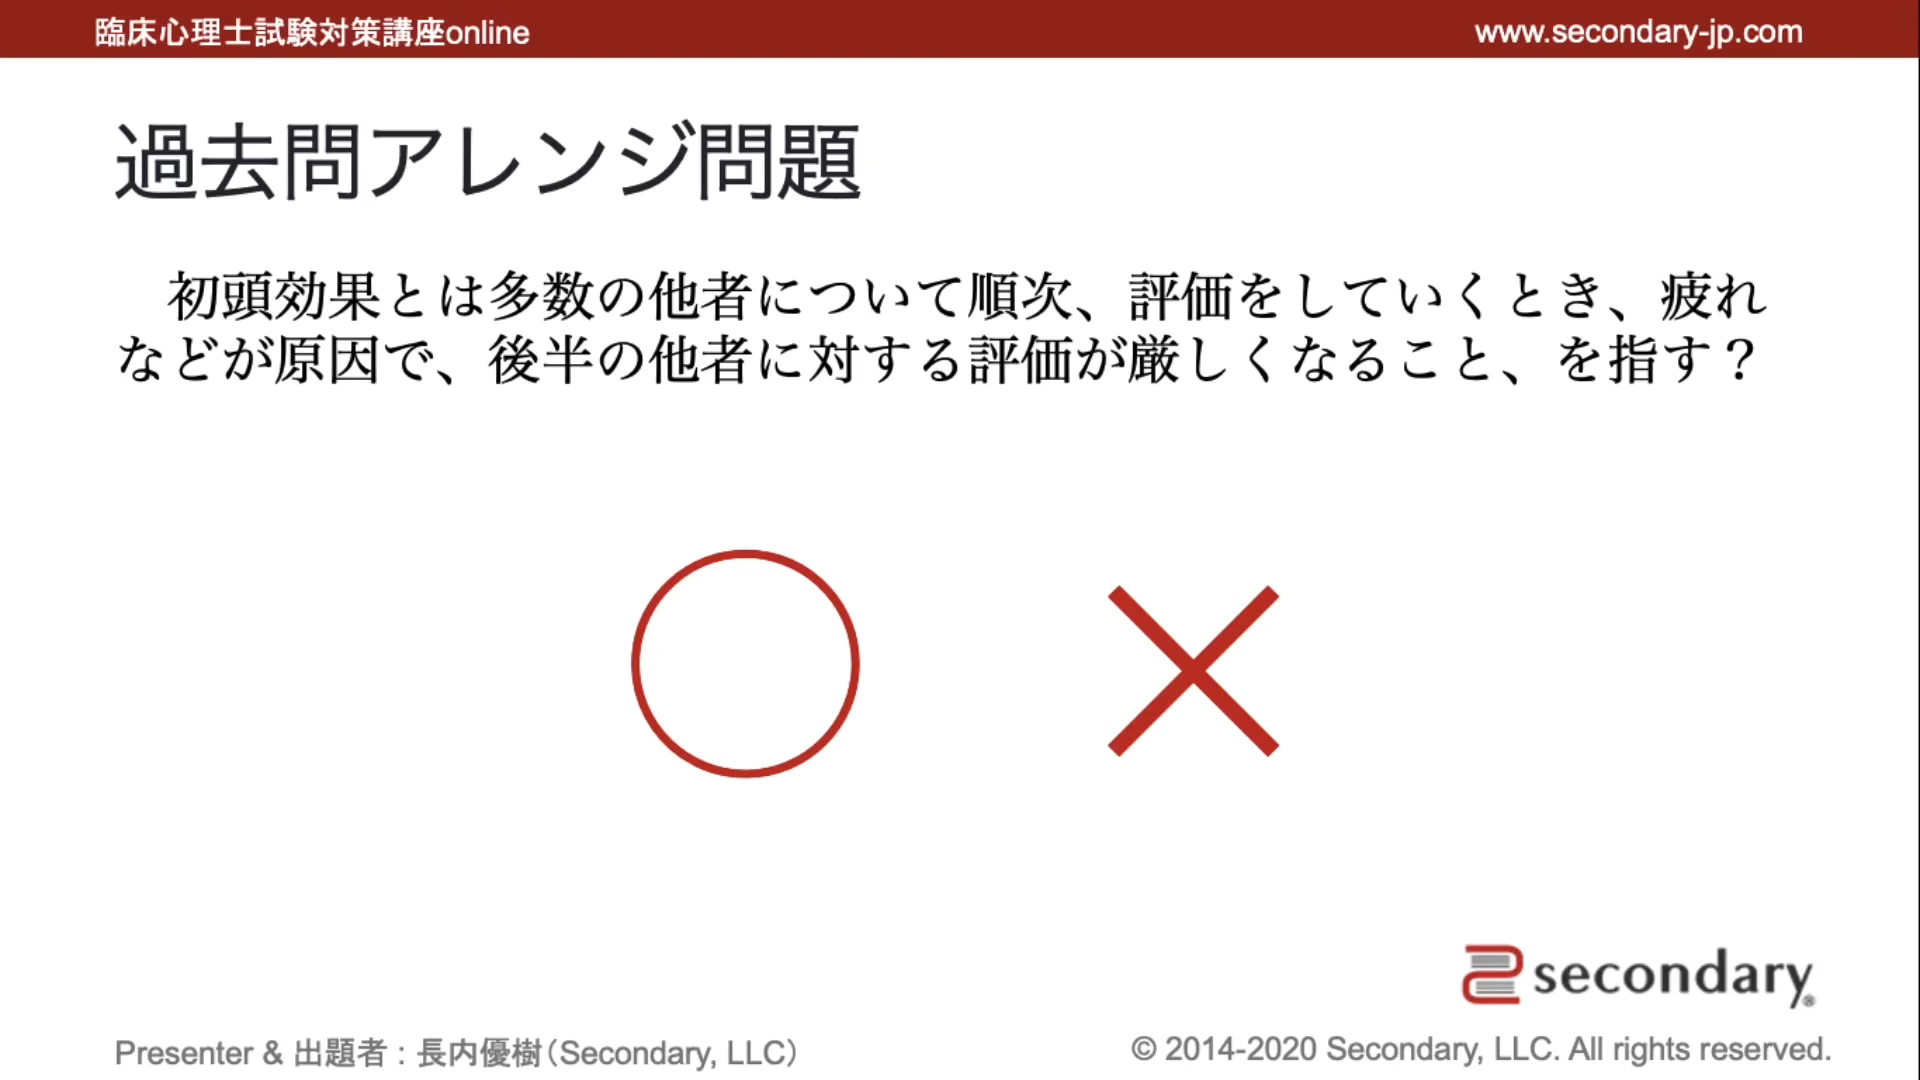 臨床心理士試験対策講座online
www.secondary-jp.com
過去問アレンジ問題
初頭効果とは多数の他者について順次、評価をしていくとき、疲れ
などが原因で、後半の他者に対する評価が厳しくなること、を指す？
secondary®
Presenter & 出題者：長内優樹（Secondary, LLC）
© 2014-2020 Secondary, LLC. All rights reserved.